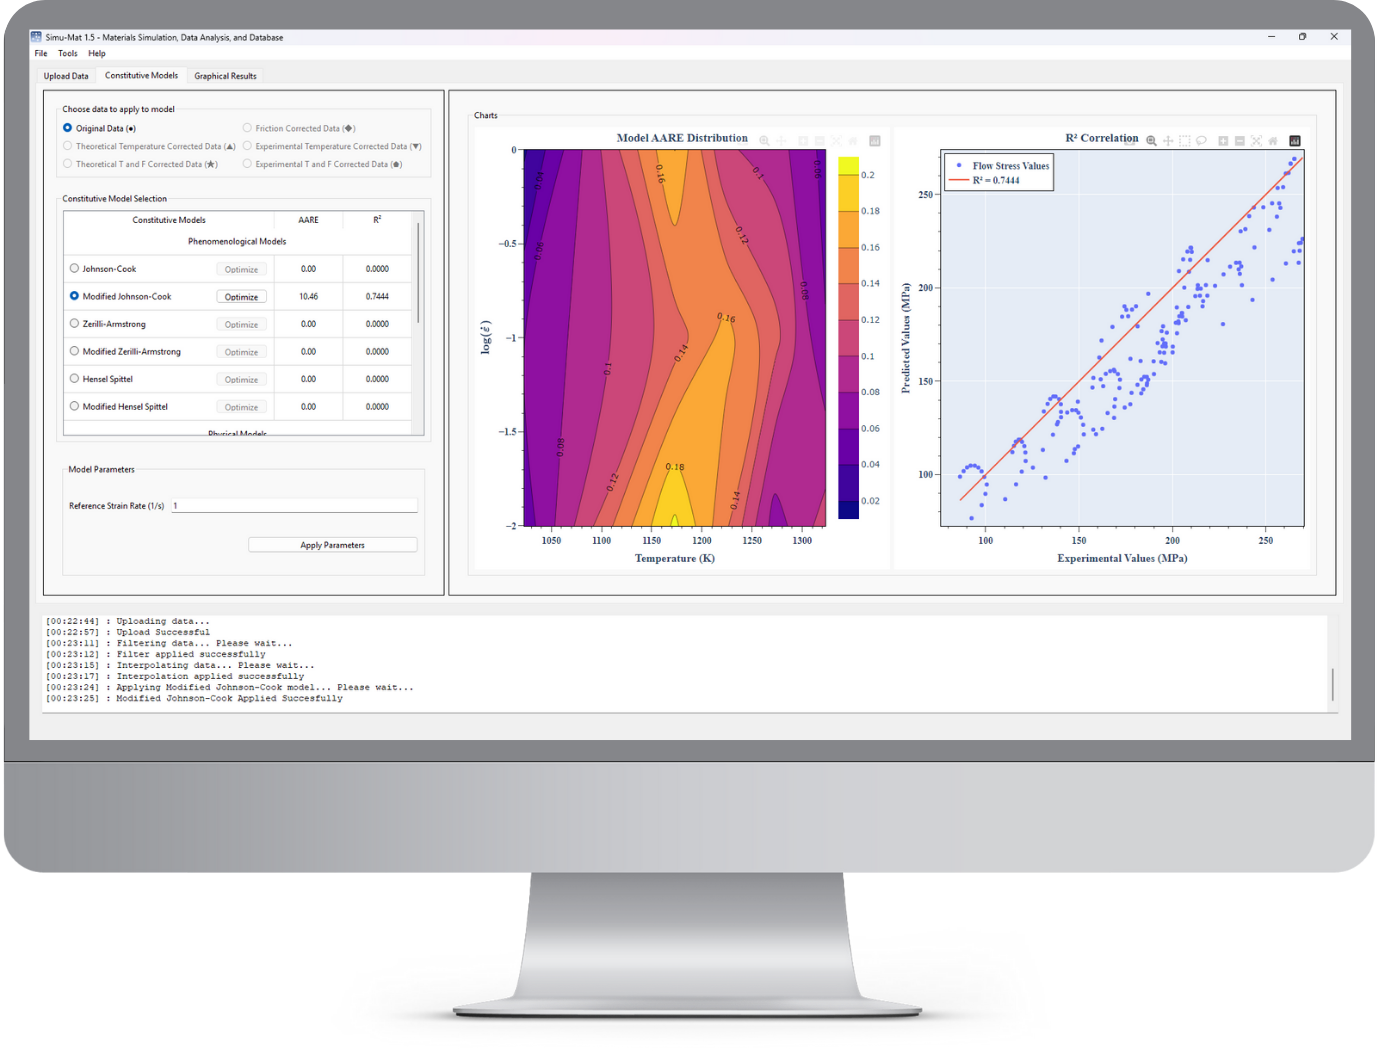 Simu-Mat 1.5 - Materials Simulation, Data Analysis, and Database
File Tools Help
Upload Data Constitutive Models Graphical Results
Choose data to apply to model
Original Data (●) Friction Corrected Data (◆)
Theoretical Temperature Corrected Data (▲) Experimental Temperature Corrected Data (▼)
Theoretical T and F Corrected Data (★) Experimental T and F Corrected Data (⬟)
Constitutive Model Selection
Constitutive Models AARE R²
Phenomenological Models
Johnson-Cook Optimize 0.00 0.0000
Modified Johnson-Cook Optimize 10.46 0.7444
Zerilli-Armstrong Optimize 0.00 0.0000
Modified Zerilli-Armstrong Optimize 0.00 0.0000
Hensel Spittel Optimize 0.00 0.0000
Modified Hensel Spittel Optimize 0.00 0.0000
Physical Models
Model Parameters
Reference Strain Rate (1/s) 1
Apply Parameters
Charts
Model AARE Distribution
0
−0.5
−1
−1.5
−2
log(ε̇)
0.04
0.06
0.16
0.1
0.06
0.12
0.08
0.16
0.14
0.1
0.08
0.12
0.18
0.14
1050 1100 1150 1200 1250 1300
Temperature (K)
0.2
0.18
0.16
0.14
0.12
0.1
0.08
0.06
0.04
0.02
R² Correlation
Flow Stress Values
R² = 0.7444
250
200
150
100
Predicted Values (MPa)
100 150 200 250
Experimental Values (MPa)
[00:22:44] : Uploading data...
[00:22:57] : Upload Successful
[00:23:11] : Filtering data... Please wait...
[00:23:12] : Filter applied successfully
[00:23:15] : Interpolating data... Please wait...
[00:23:17] : Interpolation applied successfully
[00:23:24] : Applying Modified Johnson-Cook model... Please wait...
[00:23:25] : Modified Johnson-Cook Applied Succesfully